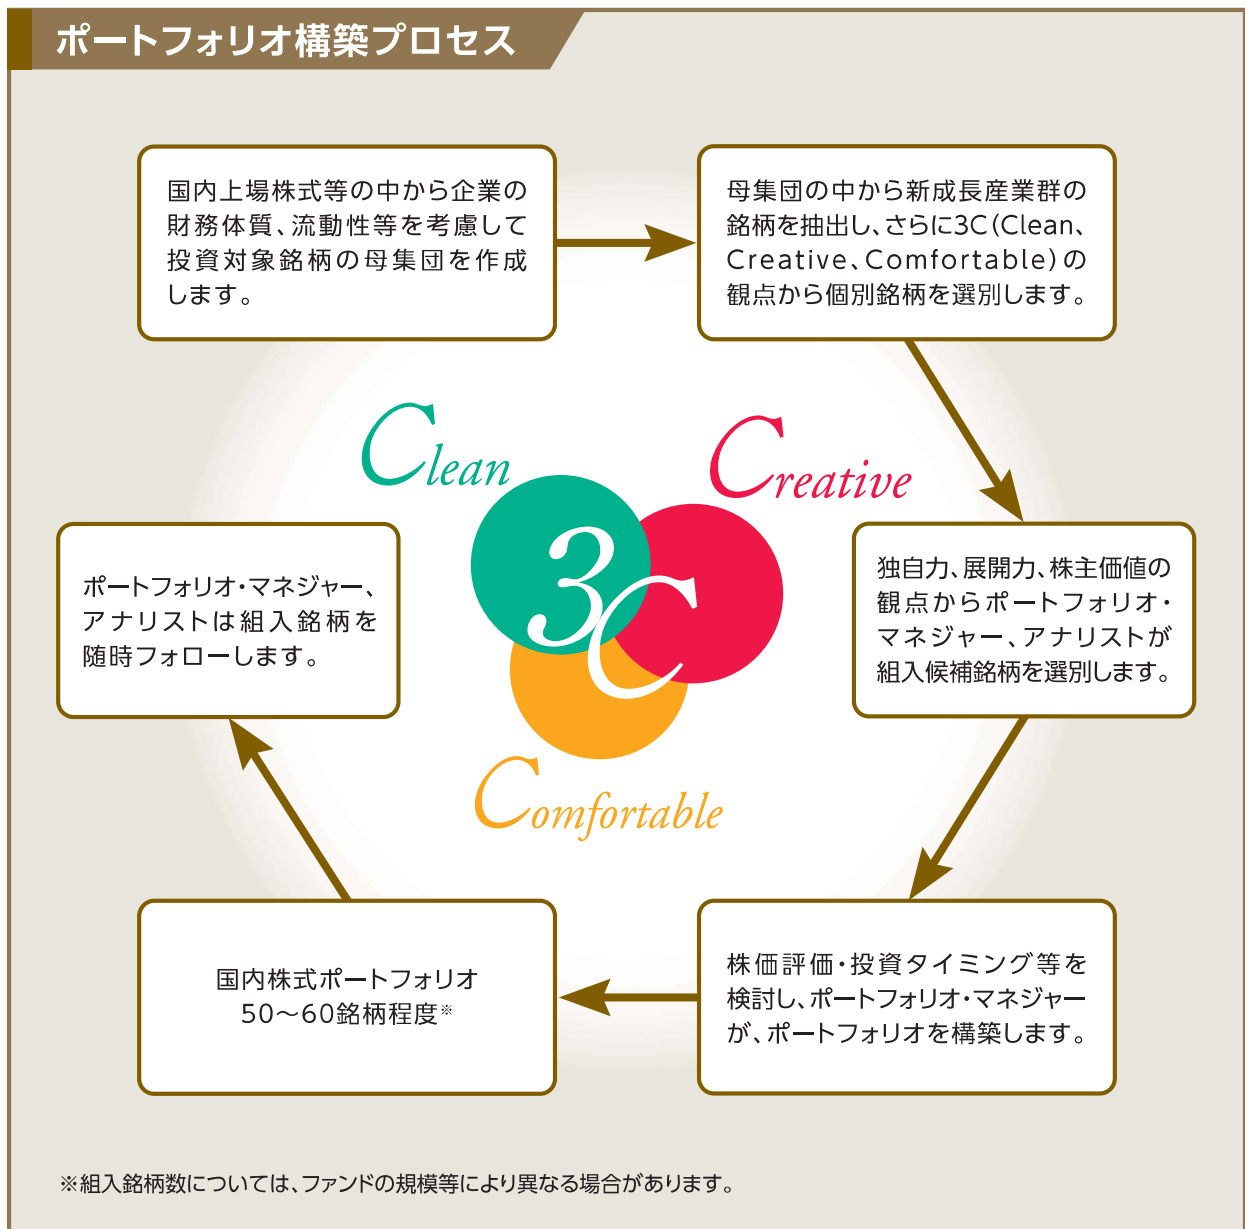 ポートフォリオ構築プロセス
国内上場株式等の中から企業の
財務体質、流動性等を考慮して
投資対象銘柄の母集団を作成
します。
母集団の中から新成長産業群の
銘柄を抽出し、さらに3C(Clean、
Creative、Comfortable)の
観点から個別銘柄を選別します。
Clean
Creative
3C
Comfortable
独自力、展開力、株主価値の
観点からポートフォリオ・
マネジャー、アナリストが
組入候補銘柄を選別します。
株価評価・投資タイミング等を
検討し、ポートフォリオ・マネジャー
が、ポートフォリオを構築します。
国内株式ポートフォリオ
50〜60銘柄程度※
ポートフォリオ・マネジャー、
アナリストは組入銘柄を
随時フォローします。
※組入銘柄数については、ファンドの規模等により異なる場合があります。